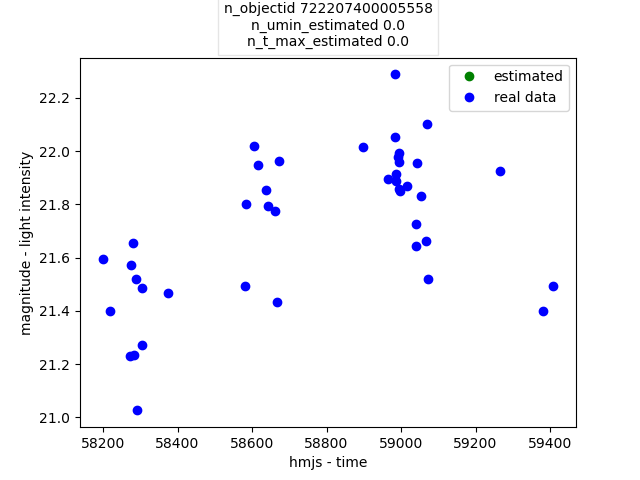 n_objectid 722207400005558
n_umin_estimated 0.0
n_t_max_estimated 0.0
estimated
real data
22.2
22.0
21.8
21.6
21.4
21.2
21.0
magnitude - light intensity
58200 58400 58600 58800 59000 59200 59400
hmjs - time